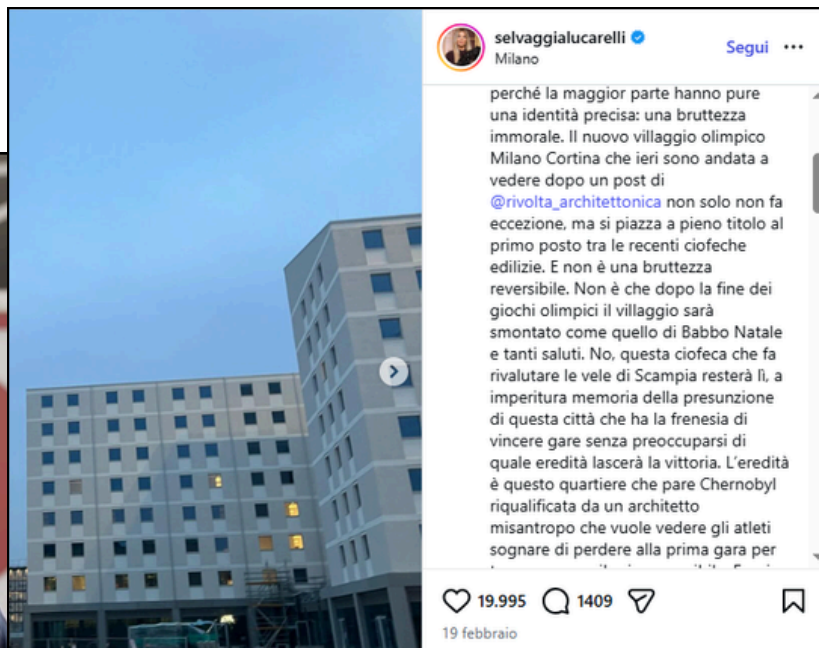 selvaggialucarelli
Milano
Segui
perché la maggior parte hanno pure
una identità precisa: una bruttezza
immorale. Il nuovo villaggio olimpico
Milano Cortina che ieri sono andata a
vedere dopo un post di
@rivolta_architettonica non solo non fa
eccezione, ma si piazza a pieno titolo al
primo posto tra le recenti ciofeche
edilizie. E non è una bruttezza
reversibile. Non è che dopo la fine dei
giochi olimpici il villaggio sarà
smontato come quello di Babbo Natale
e tanti saluti. No, questa ciofeca che fa
rivalutare le vele di Scampia resterà lì, a
imperitura memoria della presunzione
di questa città che ha la frenesia di
vincere gare senza preoccuparsi di
quale eredità lascerà la vittoria. L’eredità
è questo quartiere che pare Chernobyl
riqualificata da un architetto
misantropo che vuole vedere gli atleti
sognare di perdere alla prima gara per
19.995 1409
19 febbraio